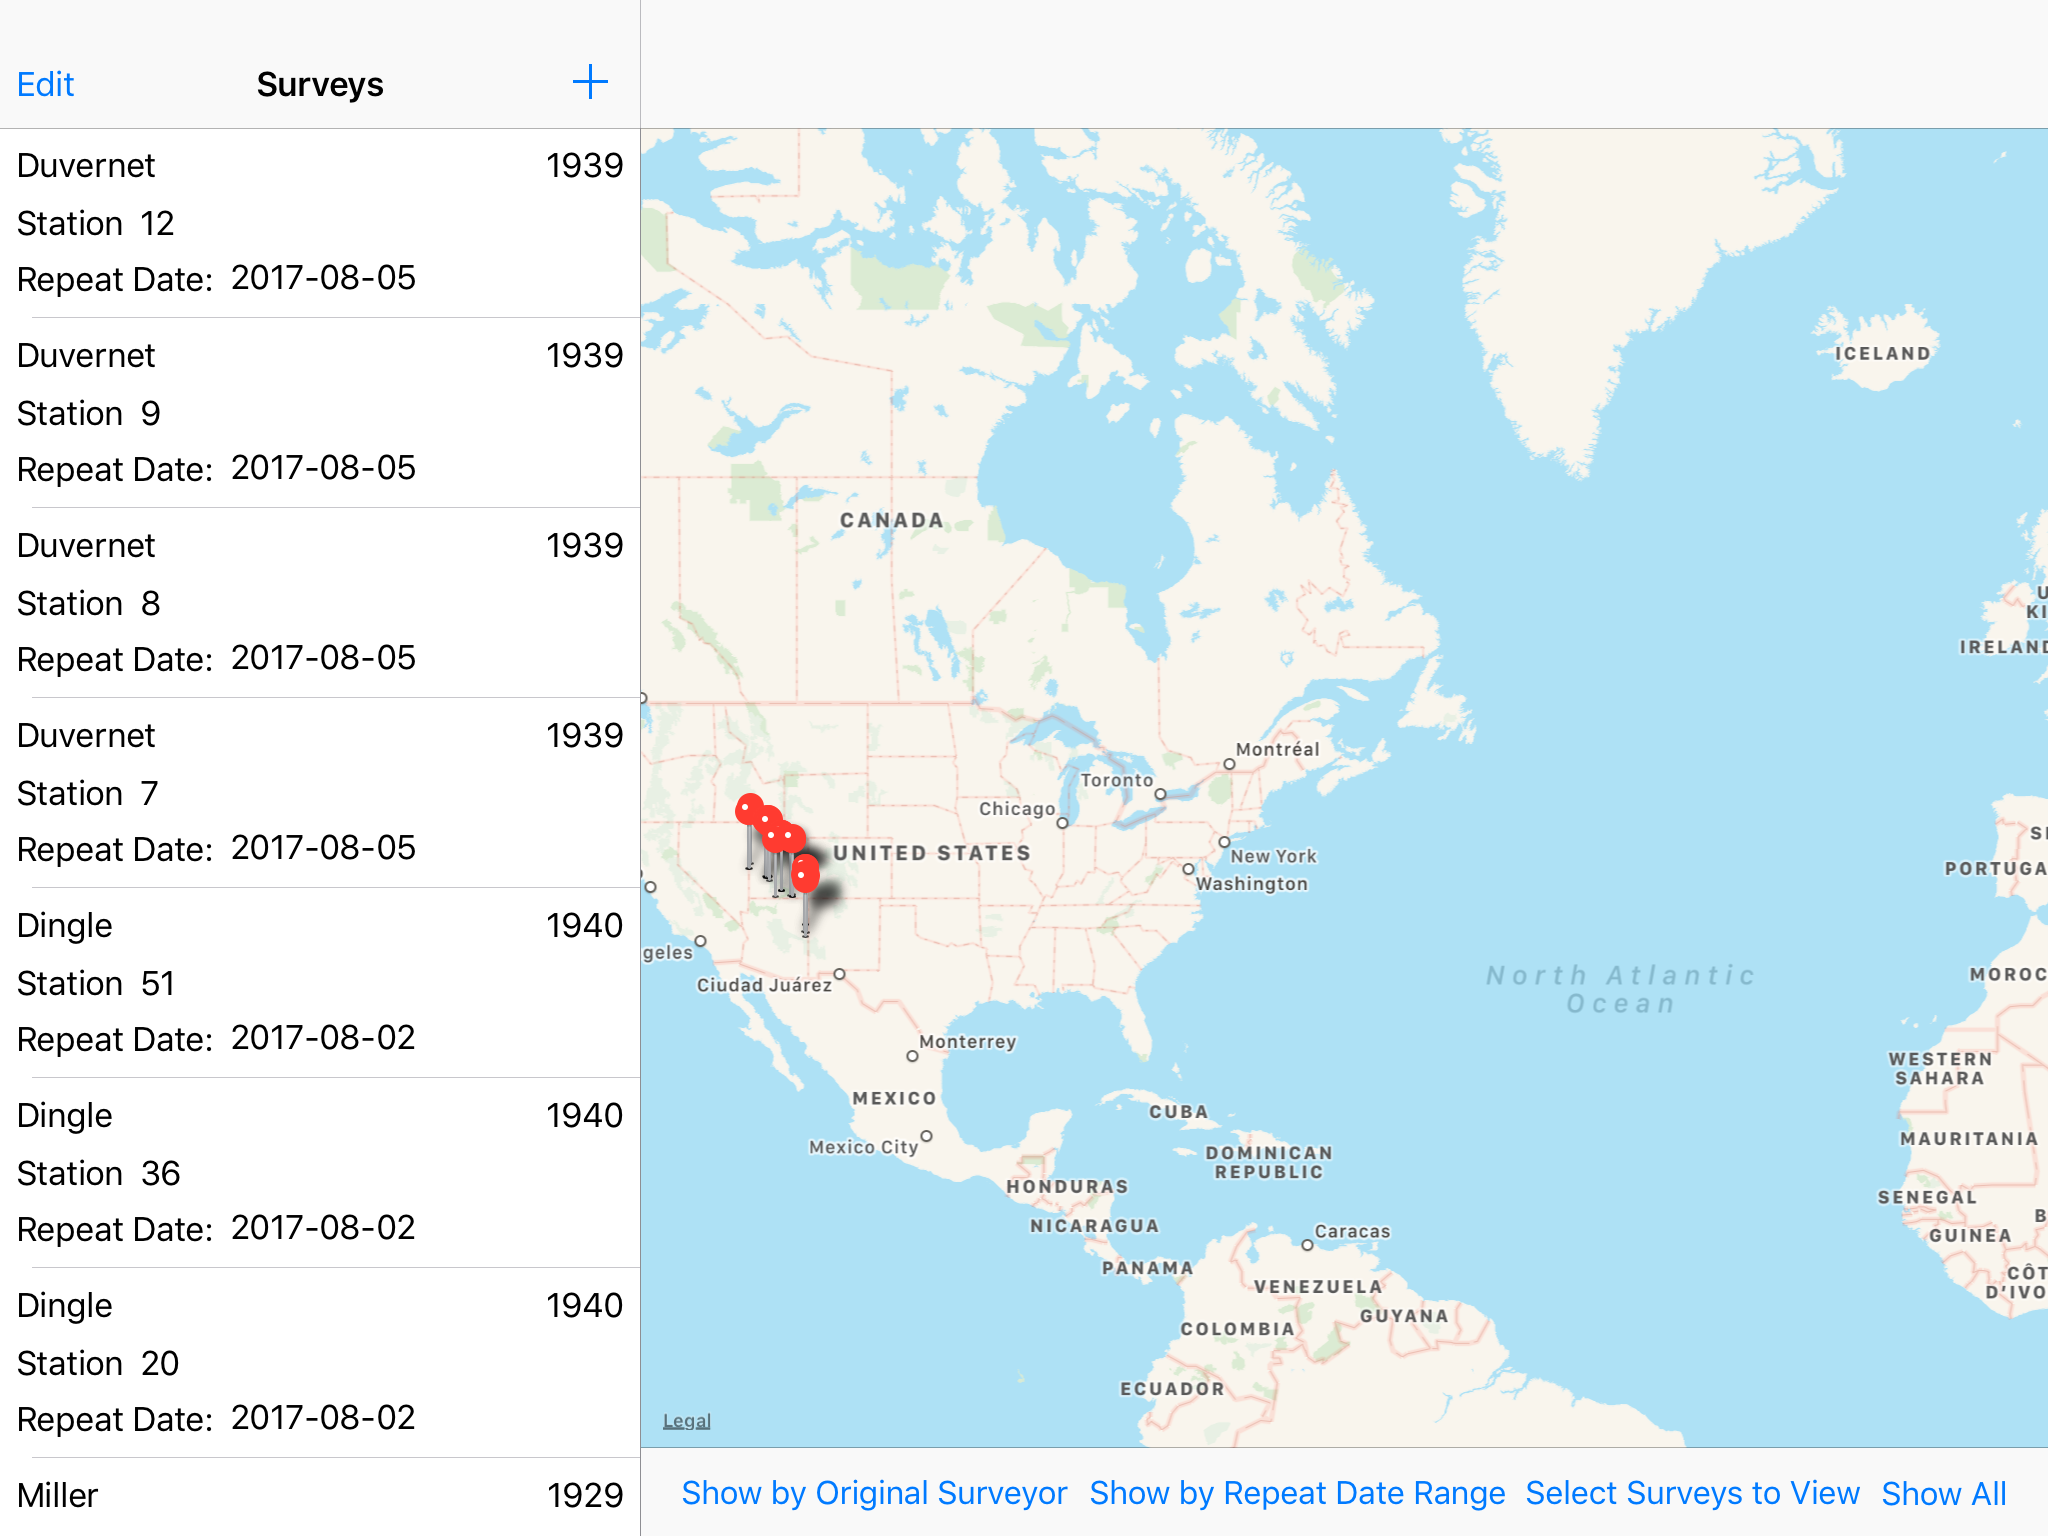 Edit Surveys +
Duvernet 1939
Station 12
Repeat Date: 2017-08-05
Duvernet 1939
Station 9
Repeat Date: 2017-08-05
Duvernet 1939
Station 8
Repeat Date: 2017-08-05
Duvernet 1939
Station 7
Repeat Date: 2017-08-05
Dingle 1940
Station 51
Repeat Date: 2017-08-02
Dingle 1940
Station 36
Repeat Date: 2017-08-02
Dingle 1940
Station 20
Repeat Date: 2017-08-02
Miller 1929
ICELAND
CANADA
U
KI
IRELAND
Montréal
Toronto
Chicago
UNITED STATES
New York
Washington
S
PORTUGA
geles
Ciudad Juárez
North Atlantic
Ocean
MOROC
Monterrey
MEXICO
CUBA
Mexico City
DOMINICAN
REPUBLIC
WESTERN
SAHARA
MAURITANIA
HONDURAS
NICARAGUA
PANAMA
Caracas
VENEZUELA
GUYANA
COLOMBIA
ECUADOR
SENEGAL
B
GUINEA
CÔT
D'IVO
Legal
Show by Original Surveyor Show by Repeat Date Range Select Surveys to View Show All